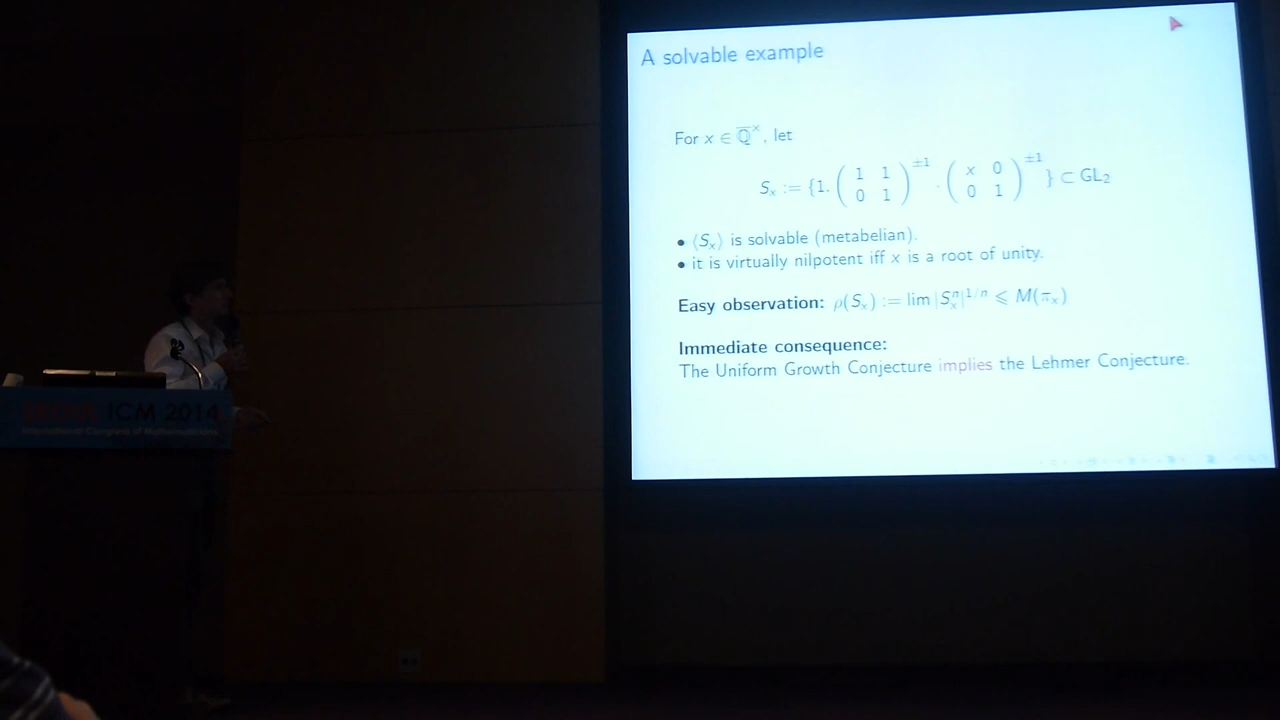 A solvable example
For x ∈ Q̅^×, let
S_x := {1, ( 1 1 ; 0 1 )^{±1}, ( x 0 ; 0 1 )^{±1} } ⊂ GL₂
• ⟨S_x⟩ is solvable (metabelian).
• it is virtually nilpotent iff x is a root of unity.
Easy observation: ρ(S_x) := lim |S_x^n|^{1/n} ⩽ M(π_x)
Immediate consequence:
The Uniform Growth Conjecture implies the Lehmer Conjecture.
SEOUL ICM 2014
International Congress of Mathematicians